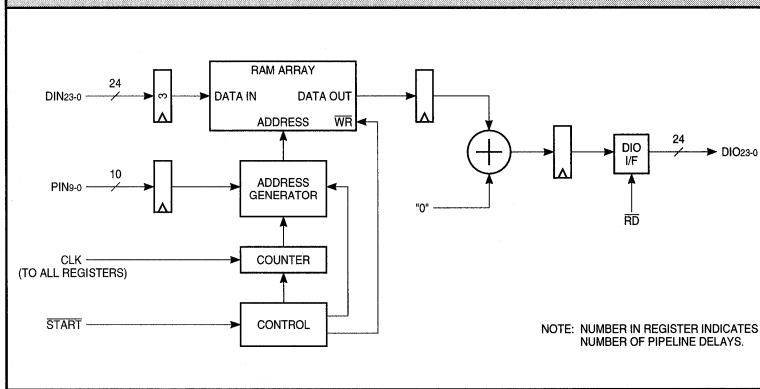 RAM ARRAY
DIN23-0
24
3
DATA IN
DATA OUT
ADDRESS
WR
PIN9-0
10
ADDRESS
GENERATOR
"0"
DIO
I/F
24
DIO23-0
RD
CLK
(TO ALL REGISTERS)
COUNTER
START
CONTROL
NOTE: NUMBER IN REGISTER INDICATES
NUMBER OF PIPELINE DELAYS.